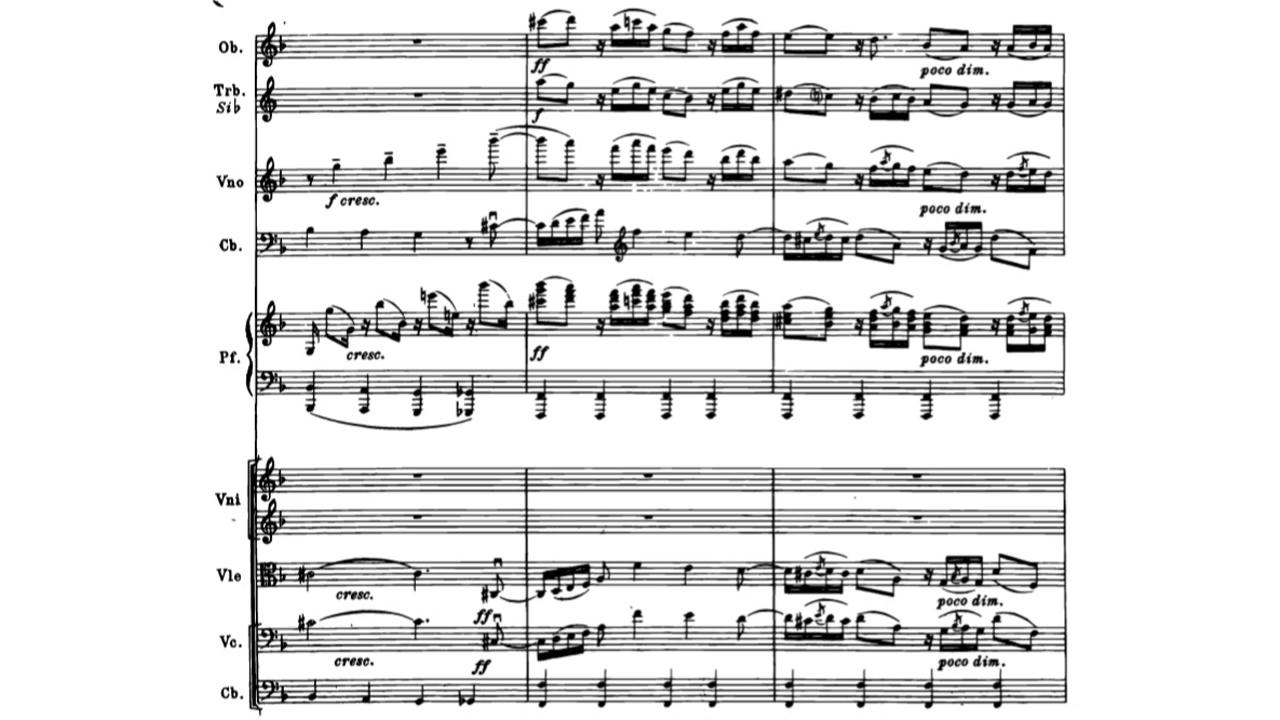 Ob.
ff
poco dim.
Trb.
Sib
f
Vno
f cresc.
poco dim.
Cb.
Pf.
cresc.
ff
poco dim.
Vni
Vle
cresc.
ff
poco dim.
Vc.
cresc.
ff
poco dim.
Cb.